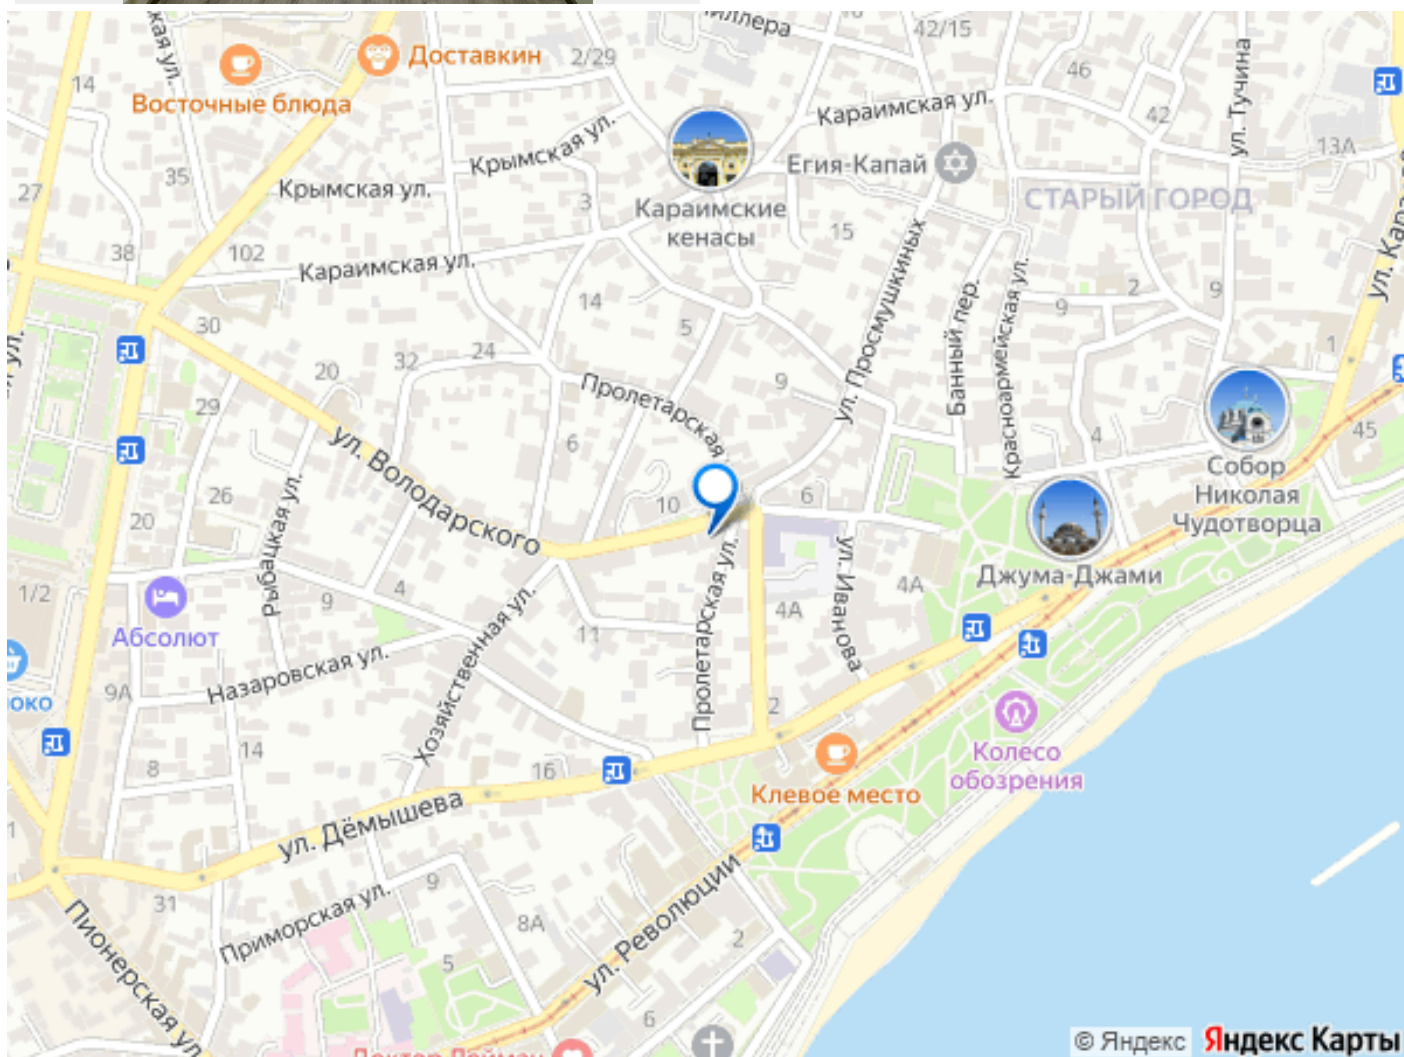 иллера
42/15
Доставкин
2/29
46
14
Восточные блюда
Караимская ул.
42
ул. Тучина
13А
Крымская ул.
Егия-Капай
35
Крымская ул.
27
3
СТАРЫЙ ГОРОД
Караимские
кенасы
15
38
102
Караимская ул.
ул. Просмушкиных
Банный пер.
Красноармейская ул.
2
9
9
14
30
5
1
32
24
20
Пролетарская
9
29
6
4
45
ул. Володарского
Собор
Николая
Чудотворца
26
10
6
20
Рыбацкая ул.
Джума-Джами
1/2
4
9
4А
4А
ул. Иванова
Абсолют
11
Пролетарская ул.
Хозяйственная ул.
Назаровская ул.
9А
око
2
14
Колесо
обозрения
8
16
Клевое место
ул. Дёмышева
1
9
31
Приморская ул.
8А
ул. Революции
2
Пионерская ул
5
6
© Яндекс Яндекс Карты